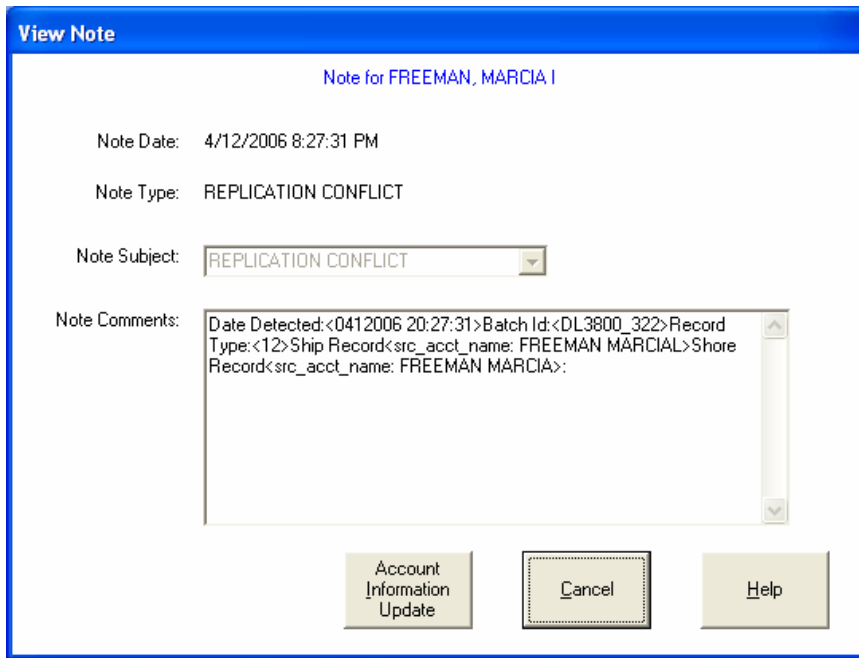 View Note
Note for FREEMAN, MARCIA I
Note Date: 4/12/2006 8:27:31 PM
Note Type: REPLICATION CONFLICT
Note Subject: REPLICATION CONFLICT
Note Comments: Date Detected:<0412006 20:27:31>Batch Id:<DL3800_322>Record
Type:<12>Ship Record<src_acct_name: FREEMAN MARCIAL>Shore
Record<src_acct_name: FREEMAN MARCIA>:
Account
Information
Update
Cancel
Help